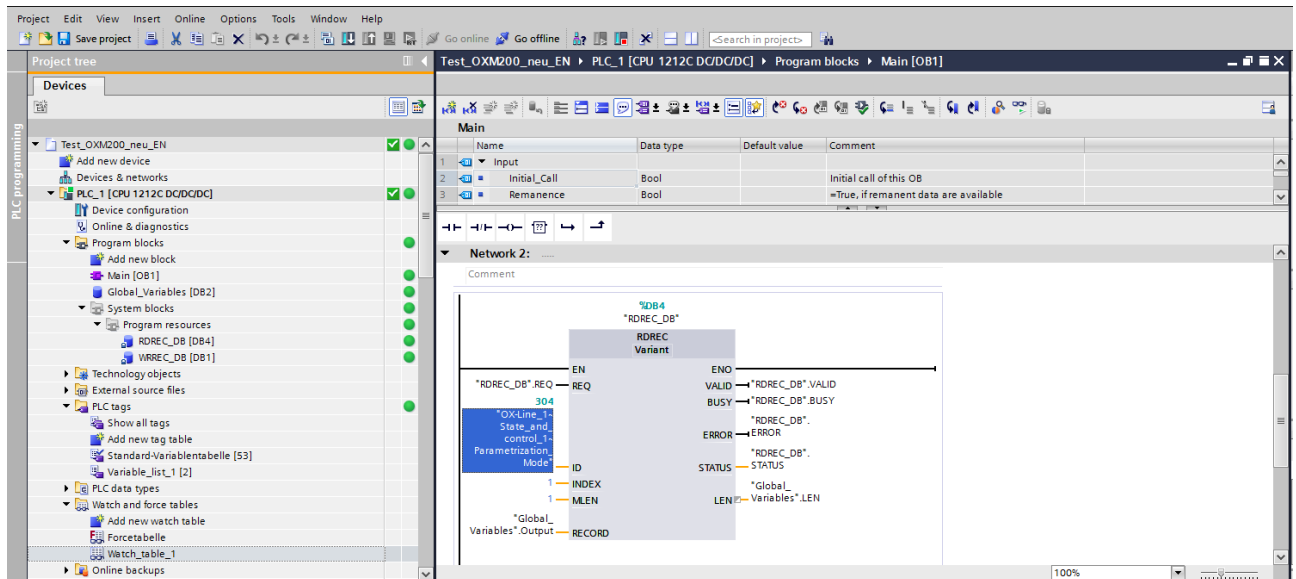 Project Edit View Insert Online Options Tools Window Help
Save project Go online Go offline <Search in project>
Project tree
Test_OXM200_neu_EN ▸ PLC_1 [CPU 1212C DC/DC/DC] ▸ Program blocks ▸ Main [OB1]
Devices
PLC programming
Test_OXM200_neu_EN
Add new device
Devices & networks
PLC_1 [CPU 1212C DC/DC/DC]
Device configuration
Online & diagnostics
Program blocks
Add new block
Main [OB1]
Global_Variables [DB2]
System blocks
Program resources
RDREC_DB [DB4]
WRREC_DB [DB1]
Technology objects
External source files
PLC tags
Show all tags
Add new tag table
Standard-Variablentabelle [53]
Variable_list_1 [2]
PLC data types
Watch and force tables
Add new watch table
Forcetabelle
Watch_table_1
Online backups
Main
Name Data type Default value Comment
1 Input
2 Initial_Call Bool Initial call of this OB
3 Remanence Bool =True, if remanent data are available
??
Network 2: .....
Comment
%DB4
"RDREC_DB"
RDREC
Variant
EN ENO
"RDREC_DB".REQ REQ VALID "RDREC_DB".VALID
304 BUSY "RDREC_DB".BUSY
"OX-Line_1~
State_and_
control_1~
Parametrization_
Mode" ID
"RDREC_DB".
ERROR ERROR
"RDREC_DB".
STATUS STATUS
1 INDEX
1 MLEN
"Global_
LEN Variables".LEN
"Global_
Variables".Output RECORD
100%